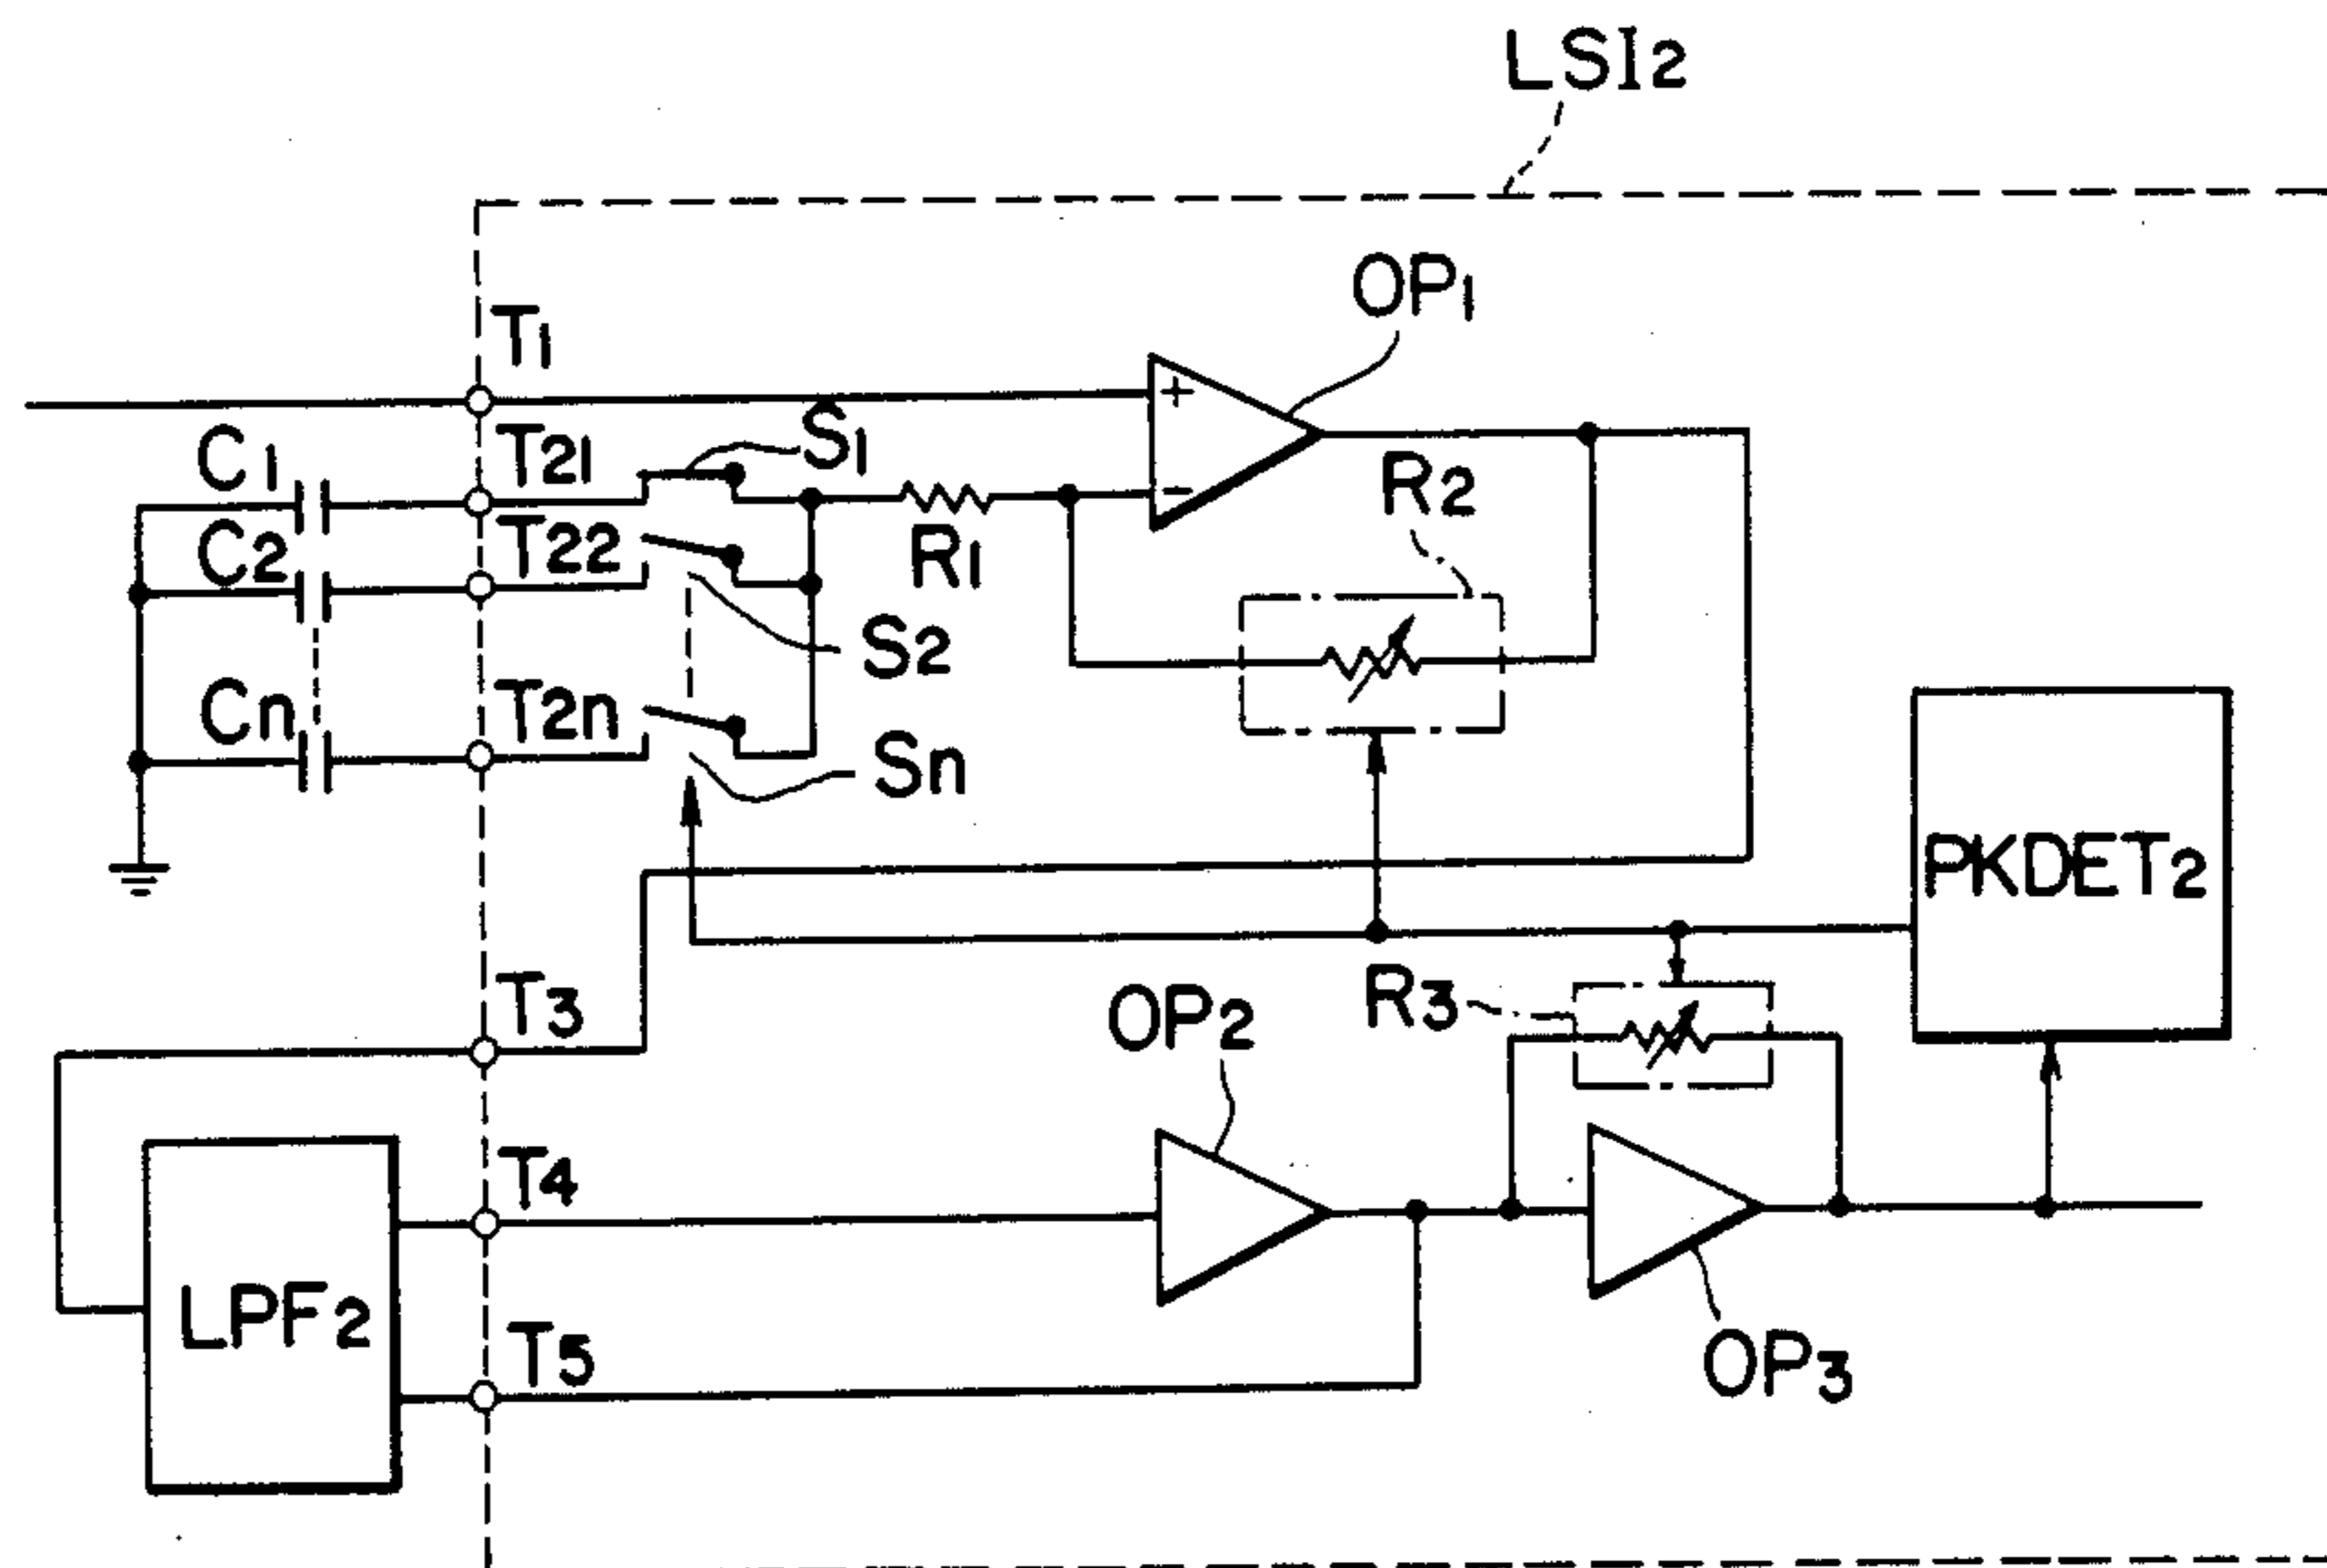 LSI2
OP1
T1
S1
C1
T21
R2
C2
T22
R1
S2
Cn
T2n
Sn
PKDET2
T3
OP2
R3
T4
LPF2
T5
OP3
+
−